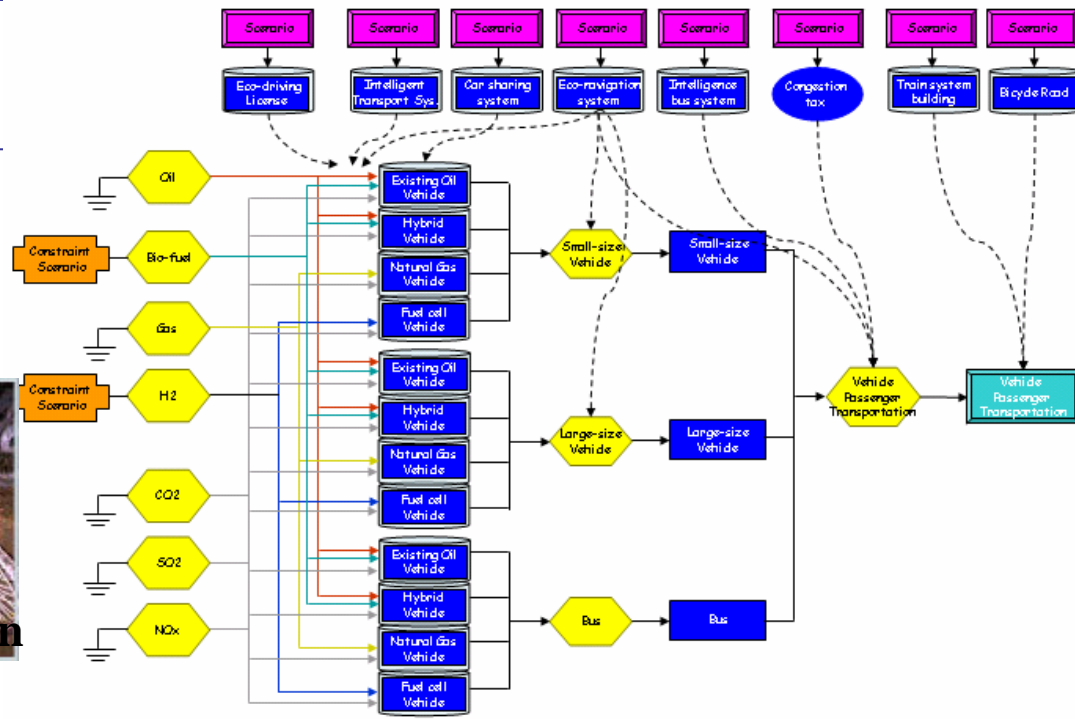 Scenario
Scenario
Scenario
Scenario
Scenario
Scenario
Scenario
Scenario
Eco-driving
License
Intelligent
Transport Sys.
Car sharing
system
Eco-navigation
system
Intelligence
bus system
Congestion
tax
Train system
building
Bicycle Road
Oil
Constraint
Scenario
Bio-fuel
Gas
Constraint
Scenario
H2
CO2
SO2
NOx
n
Existing Oil
Vehicle
Hybrid
Vehicle
Natural Gas
Vehicle
Fuel cell
Vehicle
Existing Oil
Vehicle
Hybrid
Vehicle
Natural Gas
Vehicle
Fuel cell
Vehicle
Existing Oil
Vehicle
Hybrid
Vehicle
Natural Gas
Vehicle
Fuel cell
Vehicle
Small-size
Vehicle
Small-size
Vehicle
Large-size
Vehicle
Large-size
Vehicle
Bus
Bus
Vehicle
Passenger
Transportation
Vehicle
Passenger
Transportation